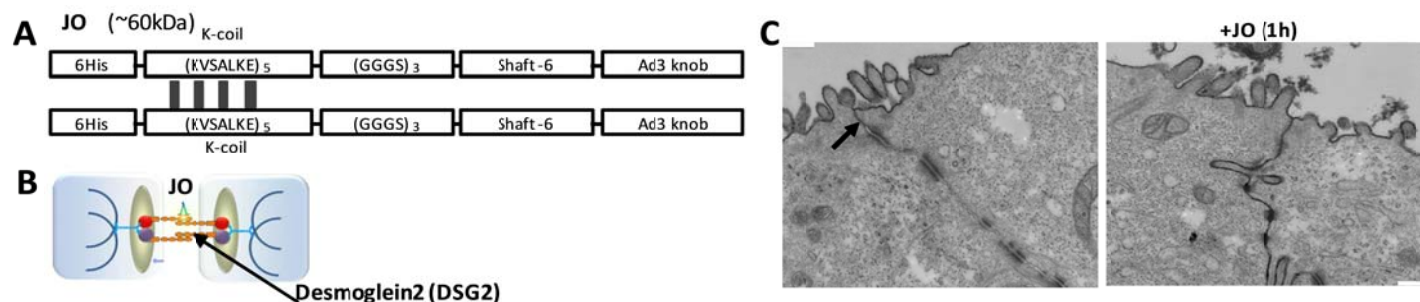 A
JO (~60kDa)
K-coil
6His (KVSALKE) 5 (GGGS) 3 Shaft-6 Ad3 knob
6His (KVSALKE) 5 (GGGS) 3 Shaft-6 Ad3 knob
K-coil
B
JO
Desmoglein2 (DSG2)
C
+JO (1h)